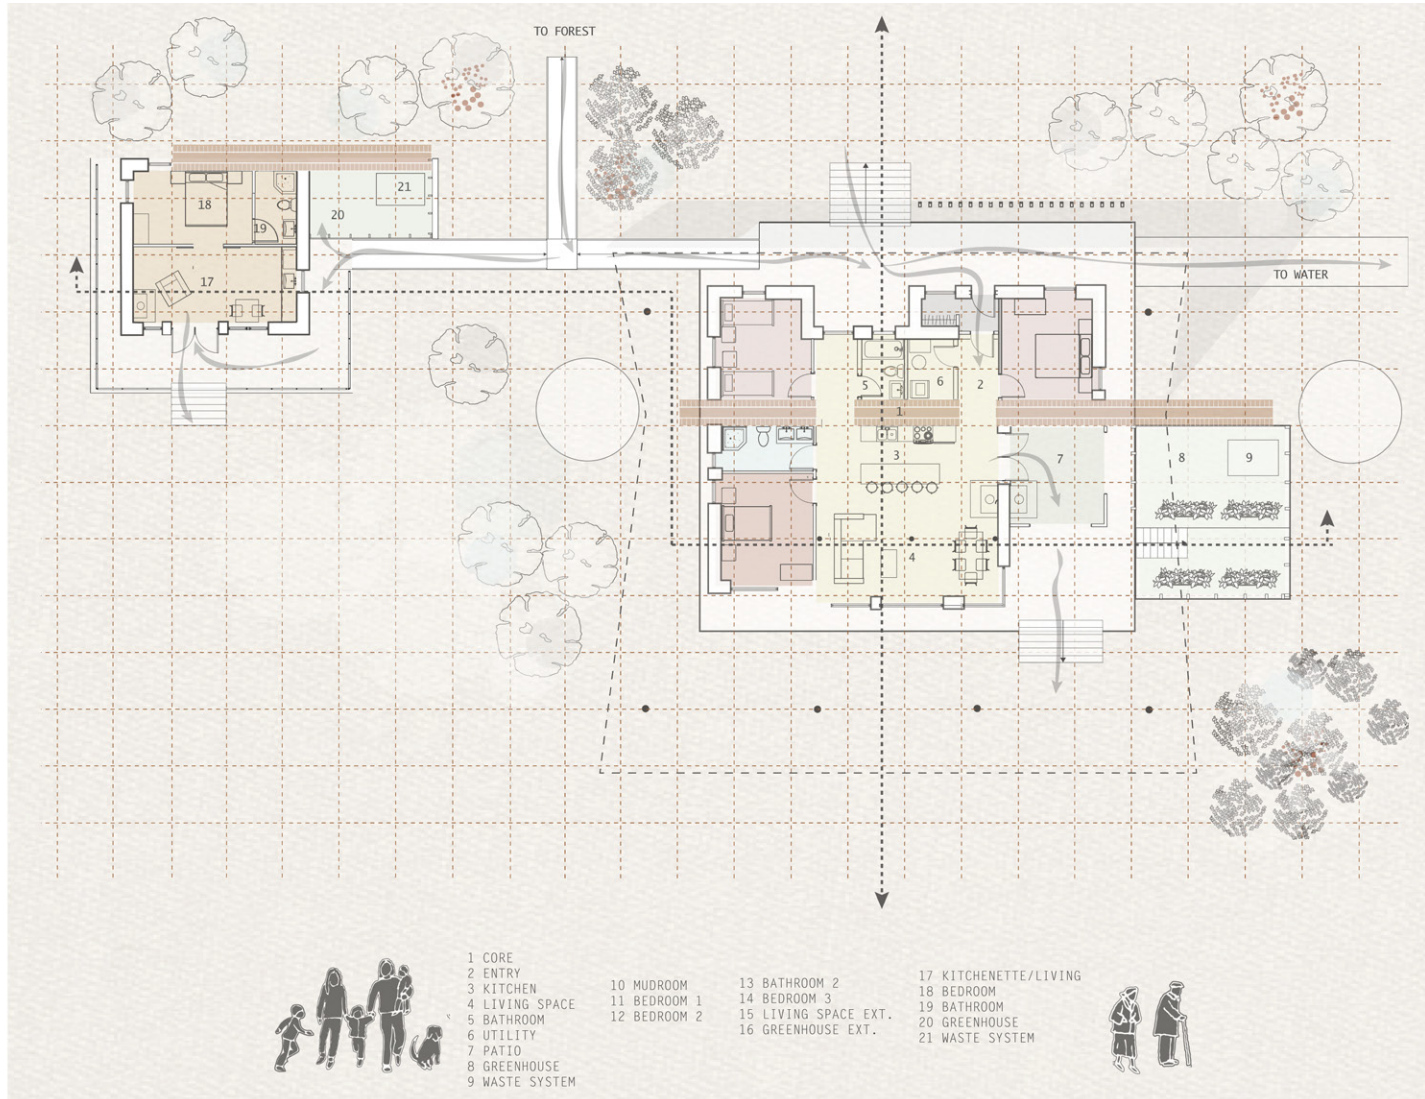 TO FOREST
21
18
20
19
17
TO WATER
5
6
2
1
3
7
8
9
4
1 CORE
2 ENTRY
3 KITCHEN
4 LIVING SPACE
5 BATHROOM
6 UTILITY
7 PATIO
8 GREENHOUSE
9 WASTE SYSTEM
10 MUDROOM
11 BEDROOM 1
12 BEDROOM 2
13 BATHROOM 2
14 BEDROOM 3
15 LIVING SPACE EXT.
16 GREENHOUSE EXT.
17 KITCHENETTE/LIVING
18 BEDROOM
19 BATHROOM
20 GREENHOUSE
21 WASTE SYSTEM